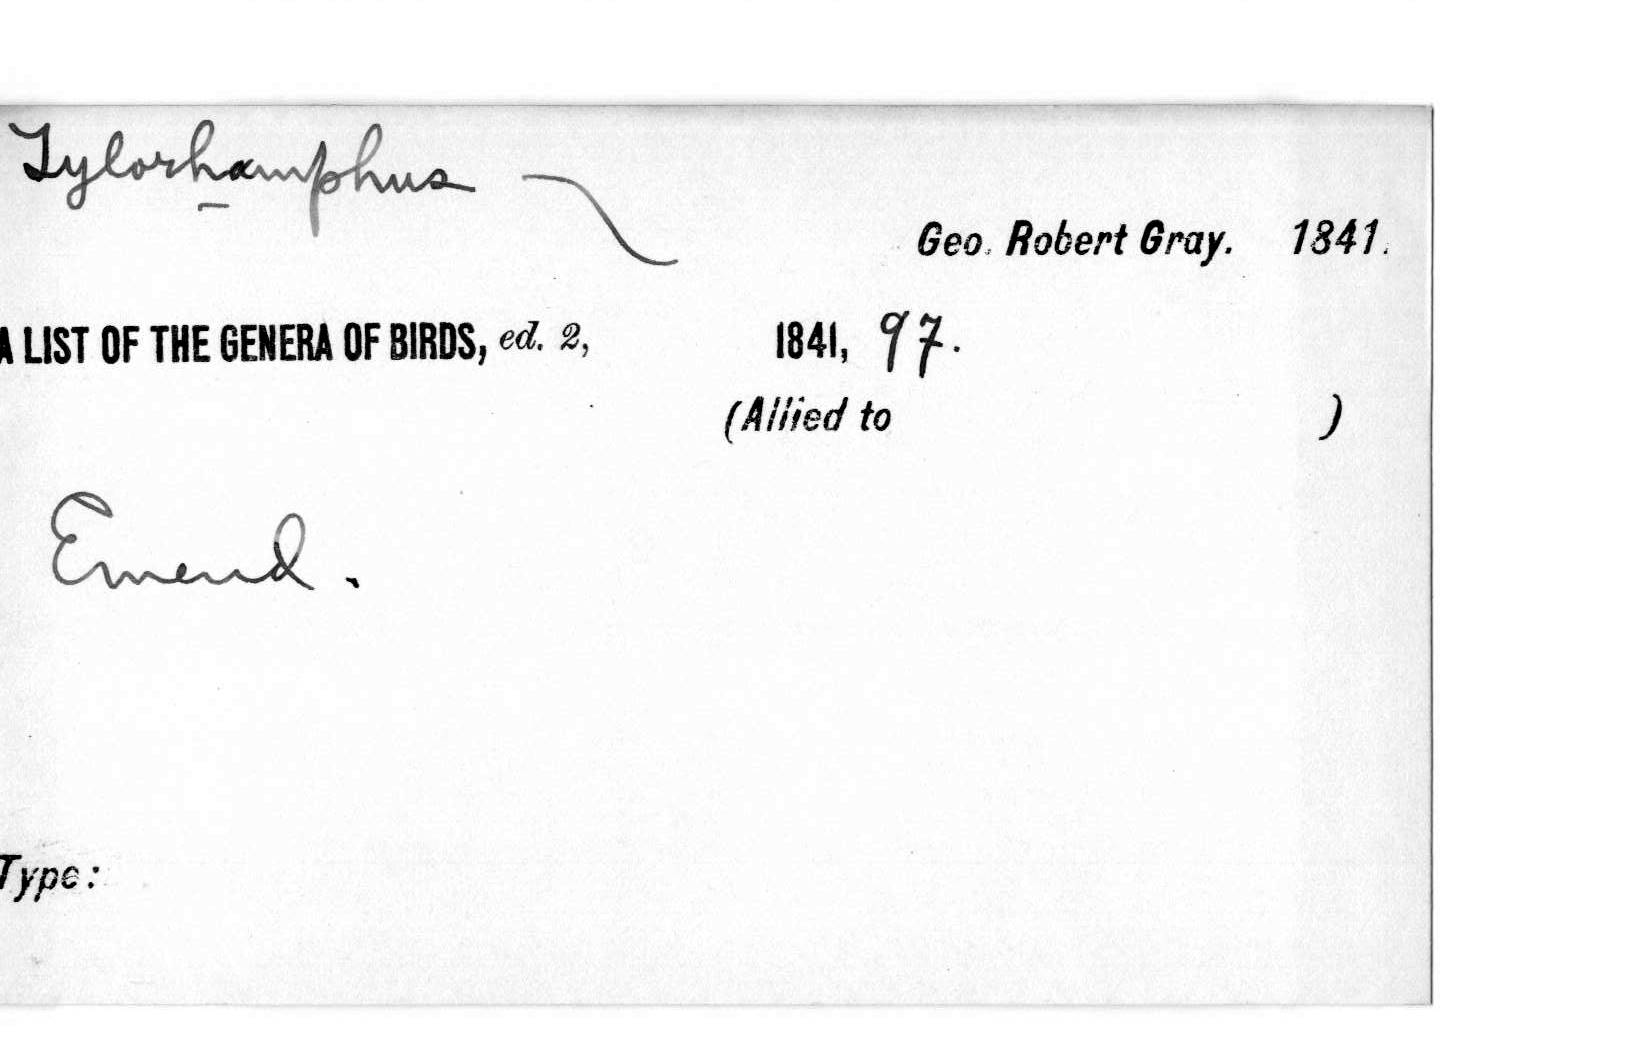 Tylorhamphus
Geo. Robert Gray. 1841.
A LIST OF THE GENERA OF BIRDS, ed. 2, 1841, 97.
(Allied to )
Emend.
Type: